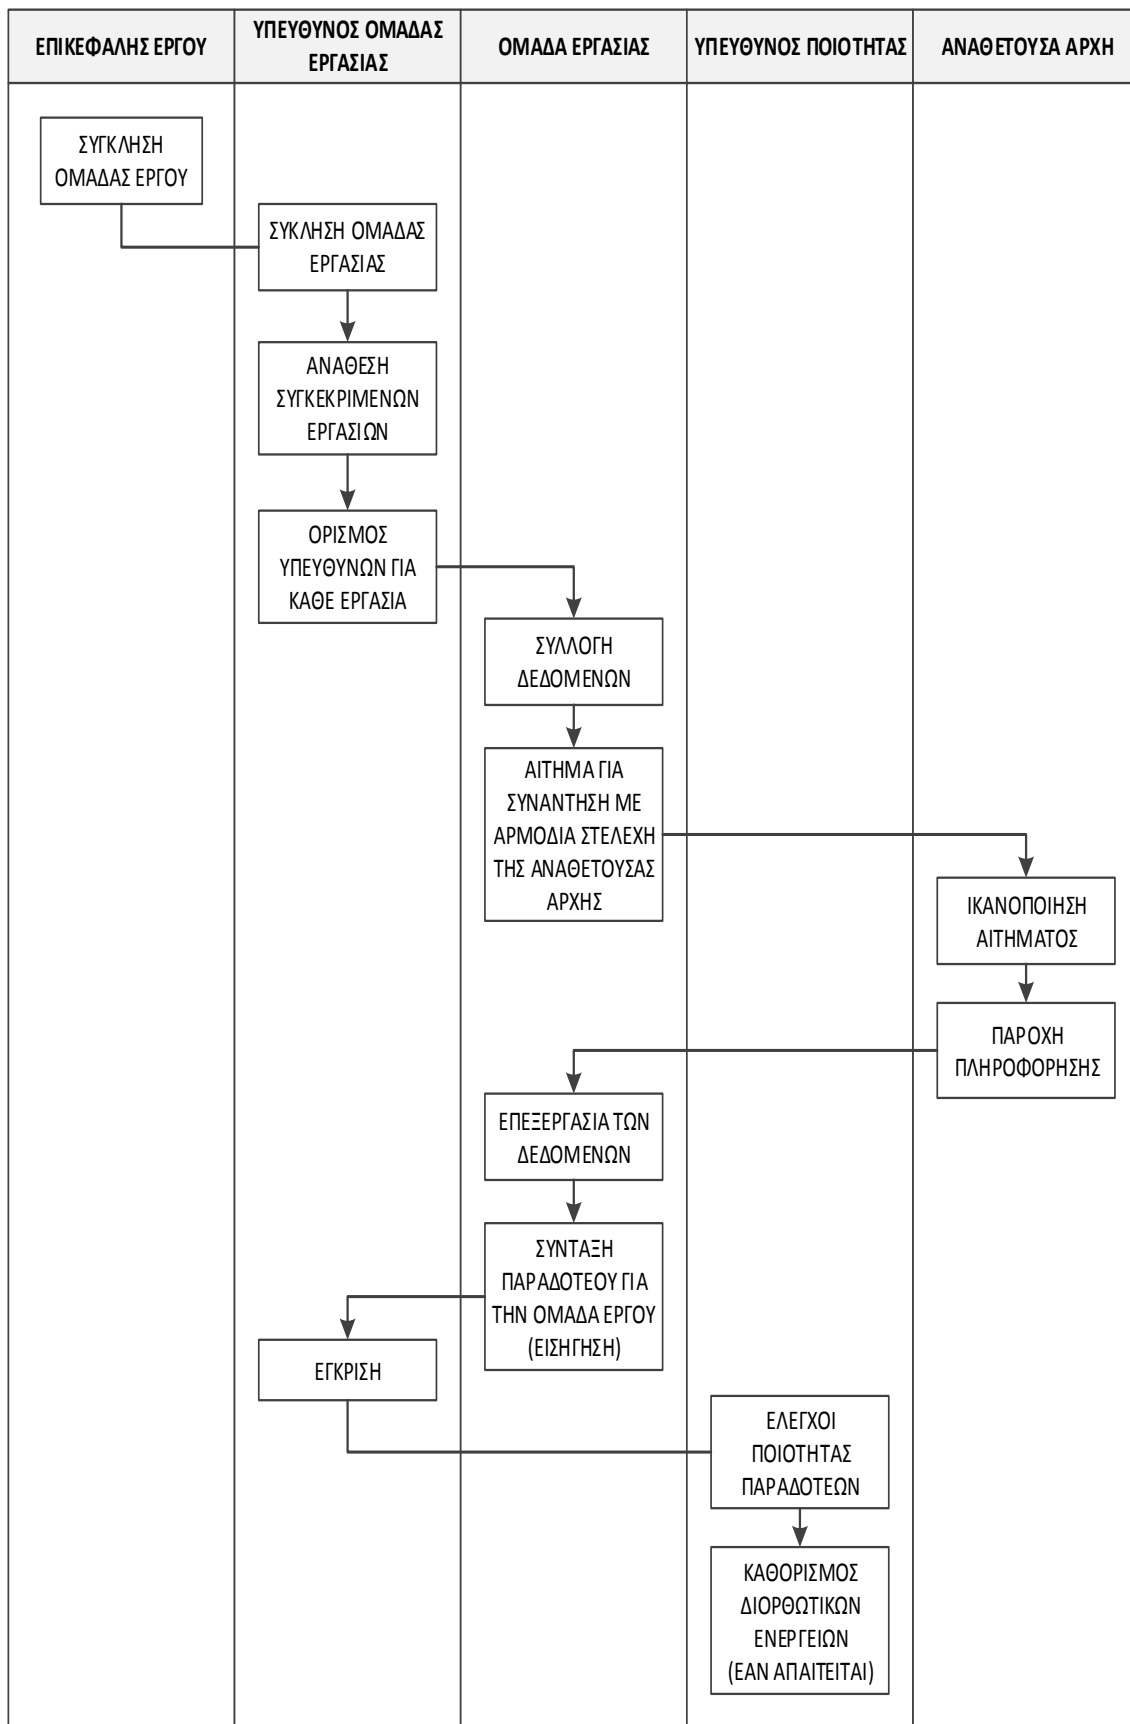 ΕΠΙΚΕΦΑΛΗΣ ΕΡΓΟΥ
ΥΠΕΥΘΥΝΟΣ ΟΜΑΔΑΣ
ΕΡΓΑΣΙΑΣ
ΟΜΑΔΑ ΕΡΓΑΣΙΑΣ
ΥΠΕΥΘΥΝΟΣ ΠΟΙΟΤΗΤΑΣ
ΑΝΑΘΕΤΟΥΣΑ ΑΡΧΗ
ΣΥΓΚΛΗΣΗ
ΟΜΑΔΑΣ ΕΡΓΟΥ
ΣΥΚΛΗΣΗ ΟΜΑΔΑΣ
ΕΡΓΑΣΙΑΣ
ΑΝΑΘΕΣΗ
ΣΥΓΚΕΚΡΙΜΕΝΩΝ
ΕΡΓΑΣΙΩΝ
ΟΡΙΣΜΟΣ
ΥΠΕΥΘΥΝΩΝ ΓΙΑ
ΚΑΘΕ ΕΡΓΑΣΙΑ
ΣΥΛΛΟΓΗ
ΔΕΔΟΜΕΝΩΝ
ΑΙΤΗΜΑ ΓΙΑ
ΣΥΝΑΝΤΗΣΗ ΜΕ
ΑΡΜΟΔΙΑ ΣΤΕΛΕΧΗ
ΤΗΣ ΑΝΑΘΕΤΟΥΣΑΣ
ΑΡΧΗΣ
ΙΚΑΝΟΠΟΙΗΣΗ
ΑΙΤΗΜΑΤΟΣ
ΠΑΡΟΧΗ
ΠΛΗΡΟΦΟΡΗΣΗΣ
ΕΠΕΞΕΡΓΑΣΙΑ ΤΩΝ
ΔΕΔΟΜΕΝΩΝ
ΣΥΝΤΑΞΗ
ΠΑΡΑΔΟΤΕΟΥ ΓΙΑ
ΤΗΝ ΟΜΑΔΑ ΕΡΓΟΥ
(ΕΙΣΗΓΗΣΗ)
ΕΓΚΡΙΣΗ
ΕΛΕΓΧΟΙ
ΠΟΙΟΤΗΤΑΣ
ΠΑΡΑΔΟΤΕΩΝ
ΚΑΘΟΡΙΣΜΟΣ
ΔΙΟΡΘΩΤΙΚΩΝ
ΕΝΕΡΓΕΙΩΝ
(ΕΑΝ ΑΠΑΙΤΕΙΤΑΙ)